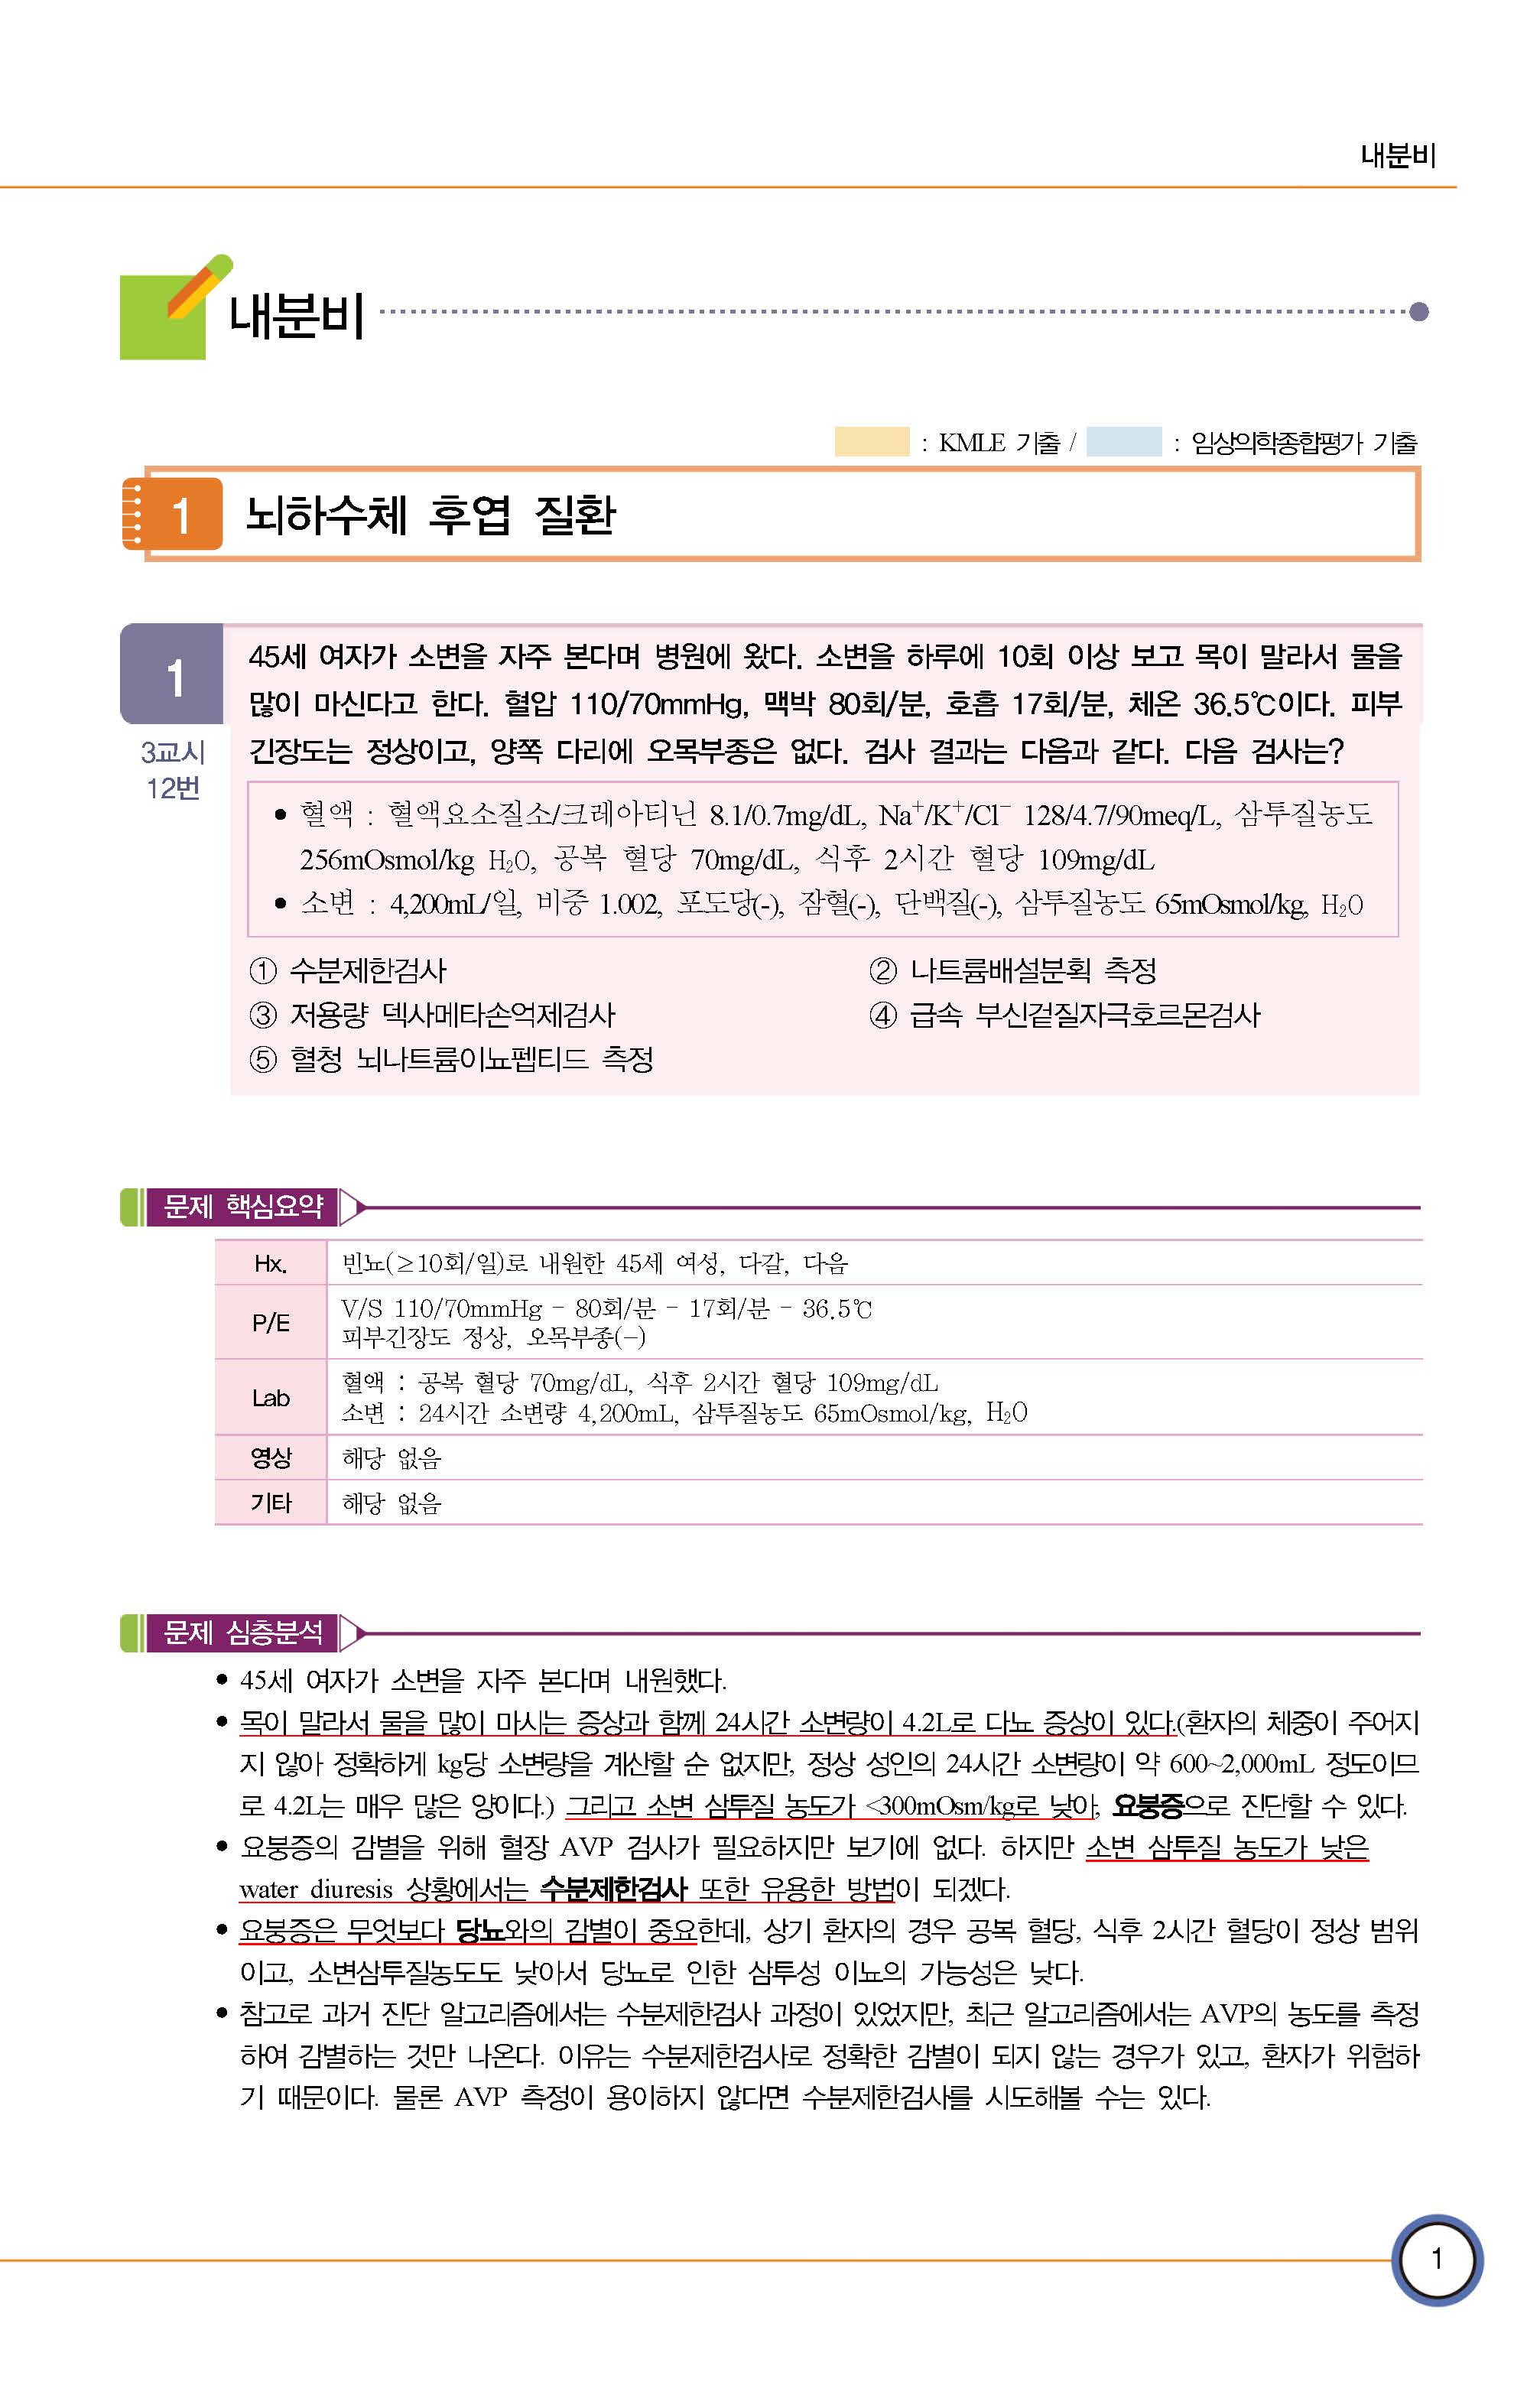 내분비
내분비
: KMLE 기출 / : 임상의학종합평가 기출
1 뇌하수체 후엽 질환
1
3교시
12번
45세 여자가 소변을 자주 본다며 병원에 왔다. 소변을 하루에 10회 이상 보고 목이 말라서 물을
많이 마신다고 한다. 혈압 110/70mmHg, 맥박 80회/분, 호흡 17회/분, 체온 36.5℃이다. 피부
긴장도는 정상이고, 양쪽 다리에 오목부종은 없다. 검사 결과는 다음과 같다. 다음 검사는?
● 혈액 : 혈액요소질소/크레아티닌 8.1/0.7mg/dL, Na⁺/K⁺/Cl⁻ 128/4.7/90meq/L, 삼투질농도
256mOsmol/kg H₂O, 공복 혈당 70mg/dL, 식후 2시간 혈당 109mg/dL
● 소변 : 4,200mL/일, 비중 1.002, 포도당(-), 잠혈(-), 단백질(-), 삼투질농도 65mOsmol/kg, H₂O
① 수분제한검사 ② 나트륨배설분획 측정
③ 저용량 덱사메타손억제검사 ④ 급속 부신겉질자극호르몬검사
⑤ 혈청 뇌나트륨이뇨펩티드 측정
문제 핵심요약
Hx. 빈뇨(≥10회/일)로 내원한 45세 여성, 다갈, 다음
P/E V/S 110/70mmHg - 80회/분 - 17회/분 - 36.5℃
피부긴장도 정상, 오목부종(−)
Lab 혈액 : 공복 혈당 70mg/dL, 식후 2시간 혈당 109mg/dL
소변 : 24시간 소변량 4,200mL, 삼투질농도 65mOsmol/kg, H₂O
영상 해당 없음
기타 해당 없음
문제 심층분석
● 45세 여자가 소변을 자주 본다며 내원했다.
● 목이 말라서 물을 많이 마시는 증상과 함께 24시간 소변량이 4.2L로 다뇨 증상이 있다.(환자의 체중이 주어지
지 않아 정확하게 kg당 소변량을 계산할 순 없지만, 정상 성인의 24시간 소변량이 약 600~2,000mL 정도이므
로 4.2L는 매우 많은 양이다.) 그리고 소변 삼투질 농도가 <300mOsm/kg로 낮아, 요붕증으로 진단할 수 있다.
● 요붕증의 감별을 위해 혈장 AVP 검사가 필요하지만 보기에 없다. 하지만 소변 삼투질 농도가 낮은
water diuresis 상황에서는 수분제한검사 또한 유용한 방법이 되겠다.
● 요붕증은 무엇보다 당뇨와의 감별이 중요한데, 상기 환자의 경우 공복 혈당, 식후 2시간 혈당이 정상 범위
이고, 소변삼투질농도도 낮아서 당뇨로 인한 삼투성 이뇨의 가능성은 낮다.
● 참고로 과거 진단 알고리즘에서는 수분제한검사 과정이 있었지만, 최근 알고리즘에서는 AVP의 농도를 측정
하여 감별하는 것만 나온다. 이유는 수분제한검사로 정확한 감별이 되지 않는 경우가 있고, 환자가 위험하
기 때문이다. 물론 AVP 측정이 용이하지 않다면 수분제한검사를 시도해볼 수는 있다.
1